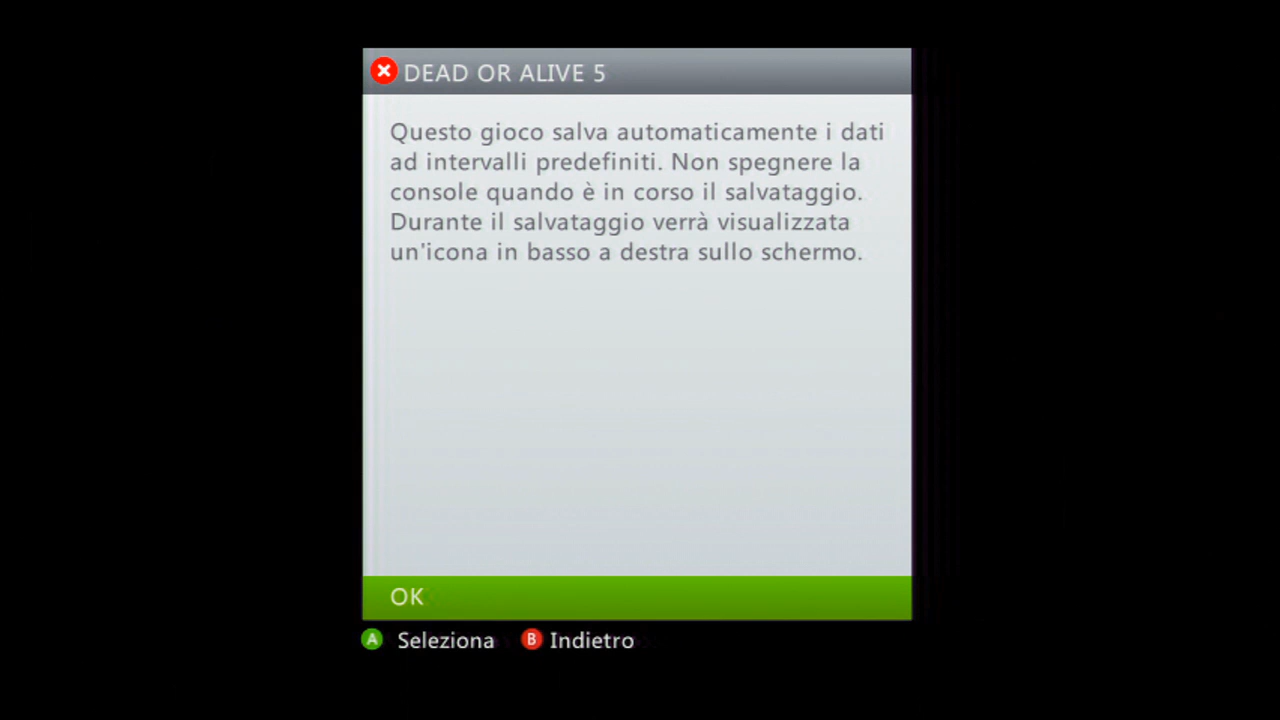 DEAD OR ALIVE 5
Questo gioco salva automaticamente i dati
ad intervalli predefiniti. Non spegnere la
console quando è in corso il salvataggio.
Durante il salvataggio verrà visualizzata
un'icona in basso a destra sullo schermo.
OK
A Seleziona B Indietro